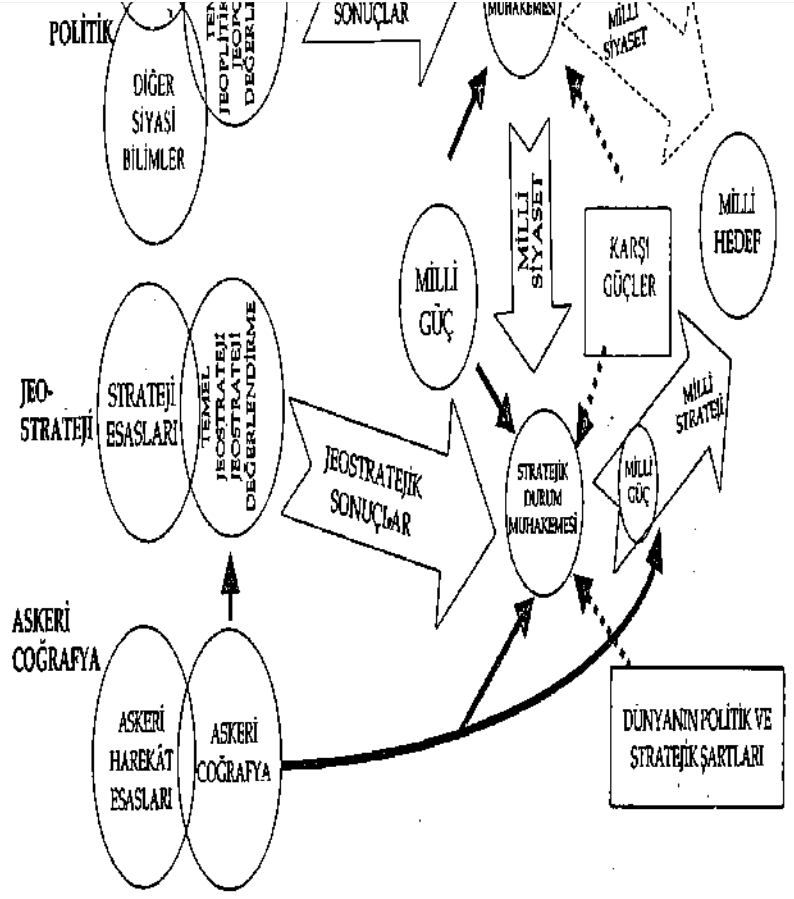 SONUÇLAR
MUHAKEMESİ
MİLLİ
SİYASET
POLİTİK
DİĞER
SİYASİ
BİLİMLER
MİLLİ
SİYASET
MİLLİ
HEDEF
KARŞI
GÜÇLER
MİLLİ
GÜÇ
JEO-
STRATEJİ
STRATEJİ
ESASLARI
TEMEL
JEOSTRATEJİ
JEOSTRATEJİ
DEĞERLENDİRME
JEOSTRATEJİK
SONUÇLAR
STRATEJİK
DURUM
MUHAKEMESİ
MİLLİ
GÜÇ
MİLLİ
STRATEJİ
ASKERİ
COĞRAFYA
ASKERİ
HAREKÂT
ESASLARI
ASKERİ
COĞRAFYA
DÜNYANIN POLİTİK VE
STRATEJİK ŞARTLARI